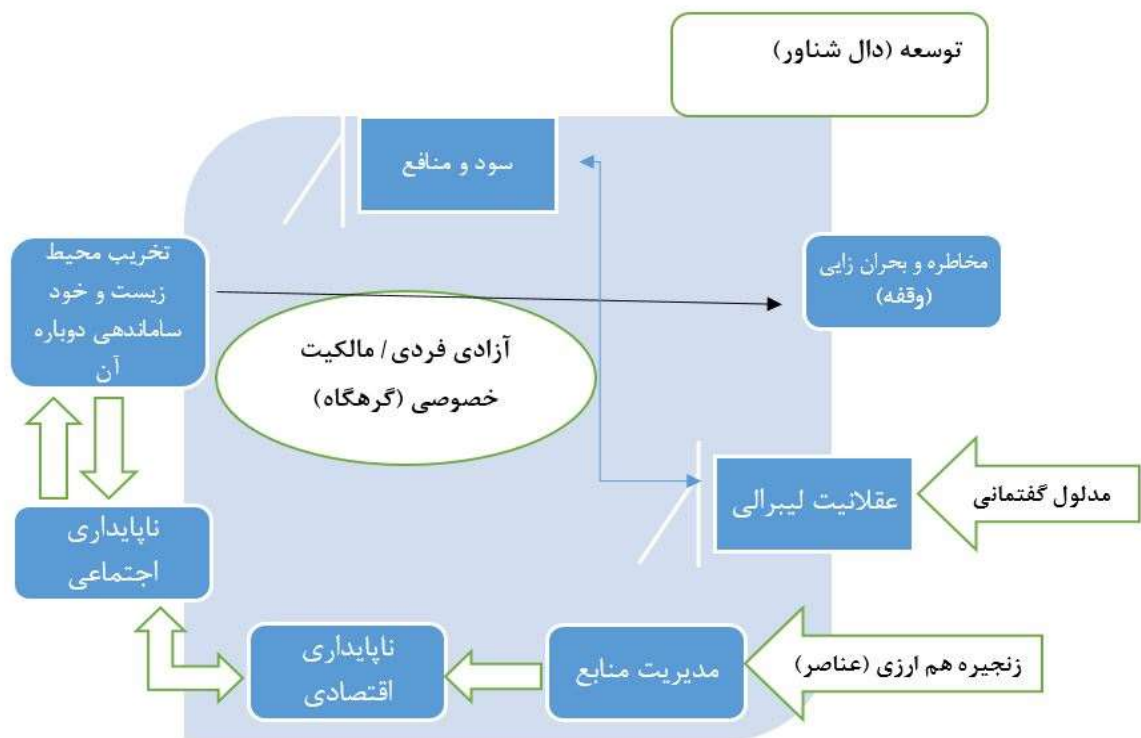 توسعه (دال شناور)
سود و منافع
مخاطره و بحران زایی
(وقفه)
تخریب محیط
زیست و خود
ساماندهی دوباره
آن
آزادی فردی/ مالکیت
خصوصی (گرهگاه)
مدلول گفتمانی
عقلانیت لیبرالی
ناپایداری
اجتماعی
زنجیره هم ارزی (عناصر)
مدیریت منابع
ناپایداری
اقتصادی